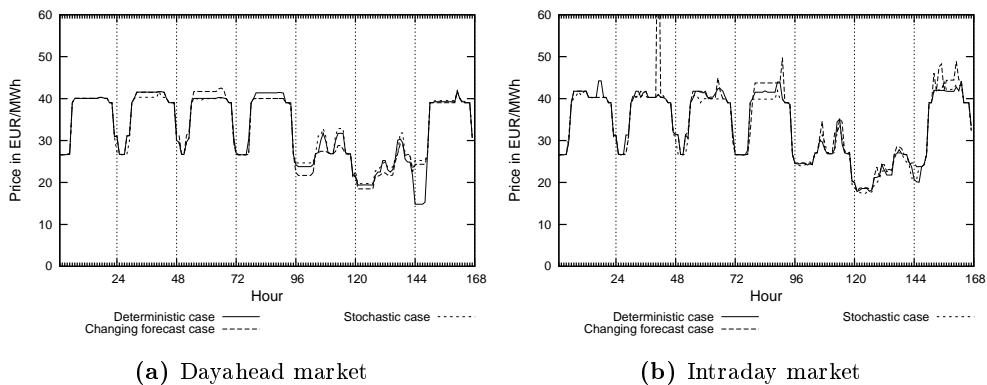 60
50
40
30
20
10
0
Price in EUR/MWh
24 48 72 96 120 144 168
Hour
Deterministic case
Changing forecast case
Stochastic case
(a) Dayahead market
60
50
40
30
20
10
0
Price in EUR/MWh
24 48 72 96 120 144 168
Hour
Deterministic case
Changing forecast case
Stochastic case
(b) Intraday market